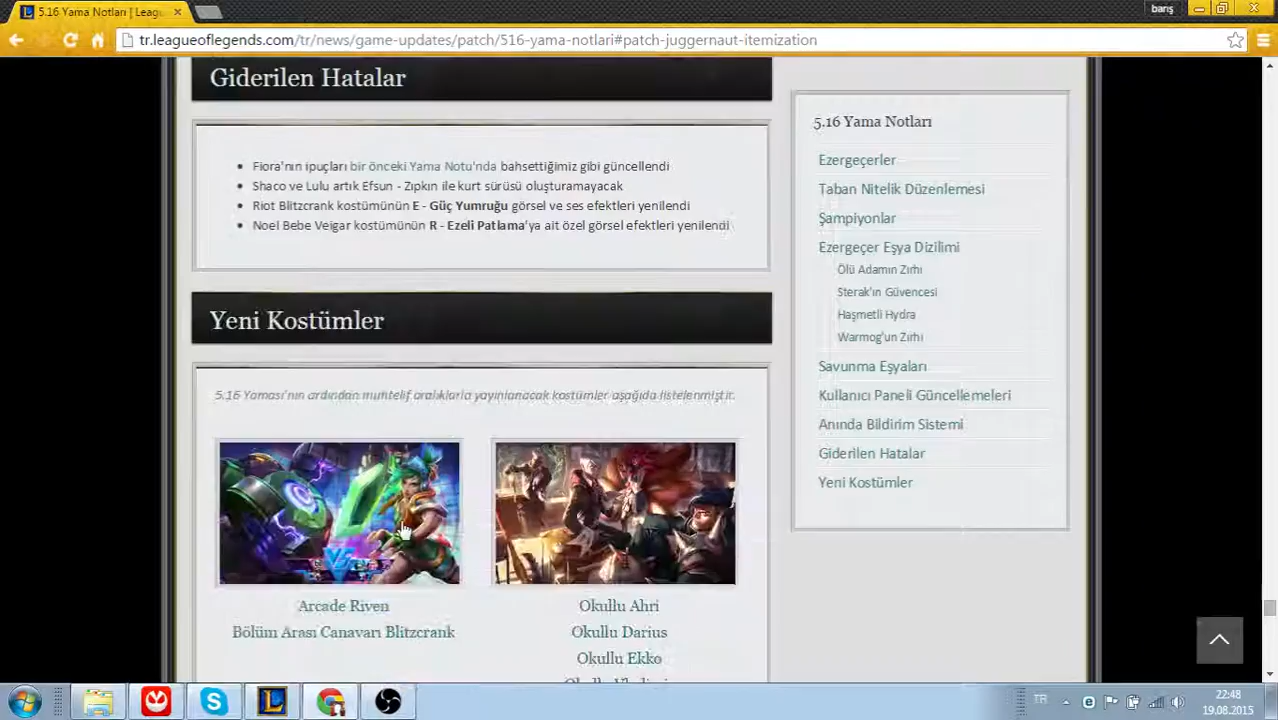 5.16 Yama Notları | Leagu
barış
tr.leagueoflegends.com/tr/news/game-updates/patch/516-yama-notlari#patch-juggernaut-itemization
Giderilen Hatalar
Fiora'nın ipuçları bir önceki Yama Notu'nda bahsettiğimiz gibi güncellendi
Shaco ve Lulu artık Efsun - Zıpkın ile kurt sürüsü oluşturamayacak
Riot Blitzcrank kostümünün E - Güç Yumruğu görsel ve ses efektleri yenilendi
Noel Bebe Veigar kostümünün R - Ezeli Patlama'ya ait özel görsel efektleri yenilendi
Yeni Kostümler
5.16 Yaması'nın ardından muhtelif aralıklarla yayınlanacak kostümler aşağıda listelenmiştir.
Arcade Riven
Bölüm Arası Canavarı Blitzcrank
Okullu Ahri
Okullu Darius
Okullu Ekko
5.16 Yama Notları
Ezergeçerler
Taban Nitelik Düzenlemesi
Şampiyonlar
Ezergeçer Eşya Dizilimi
Ölü Adamın Zırhı
Sterak'ın Güvencesi
Haşmetli Hydra
Warmog'un Zırhı
Savunma Eşyaları
Kullanıcı Paneli Güncellemeleri
Anında Bildirim Sistemi
Giderilen Hatalar
Yeni Kostümler
TR
22:48
19.08.2015